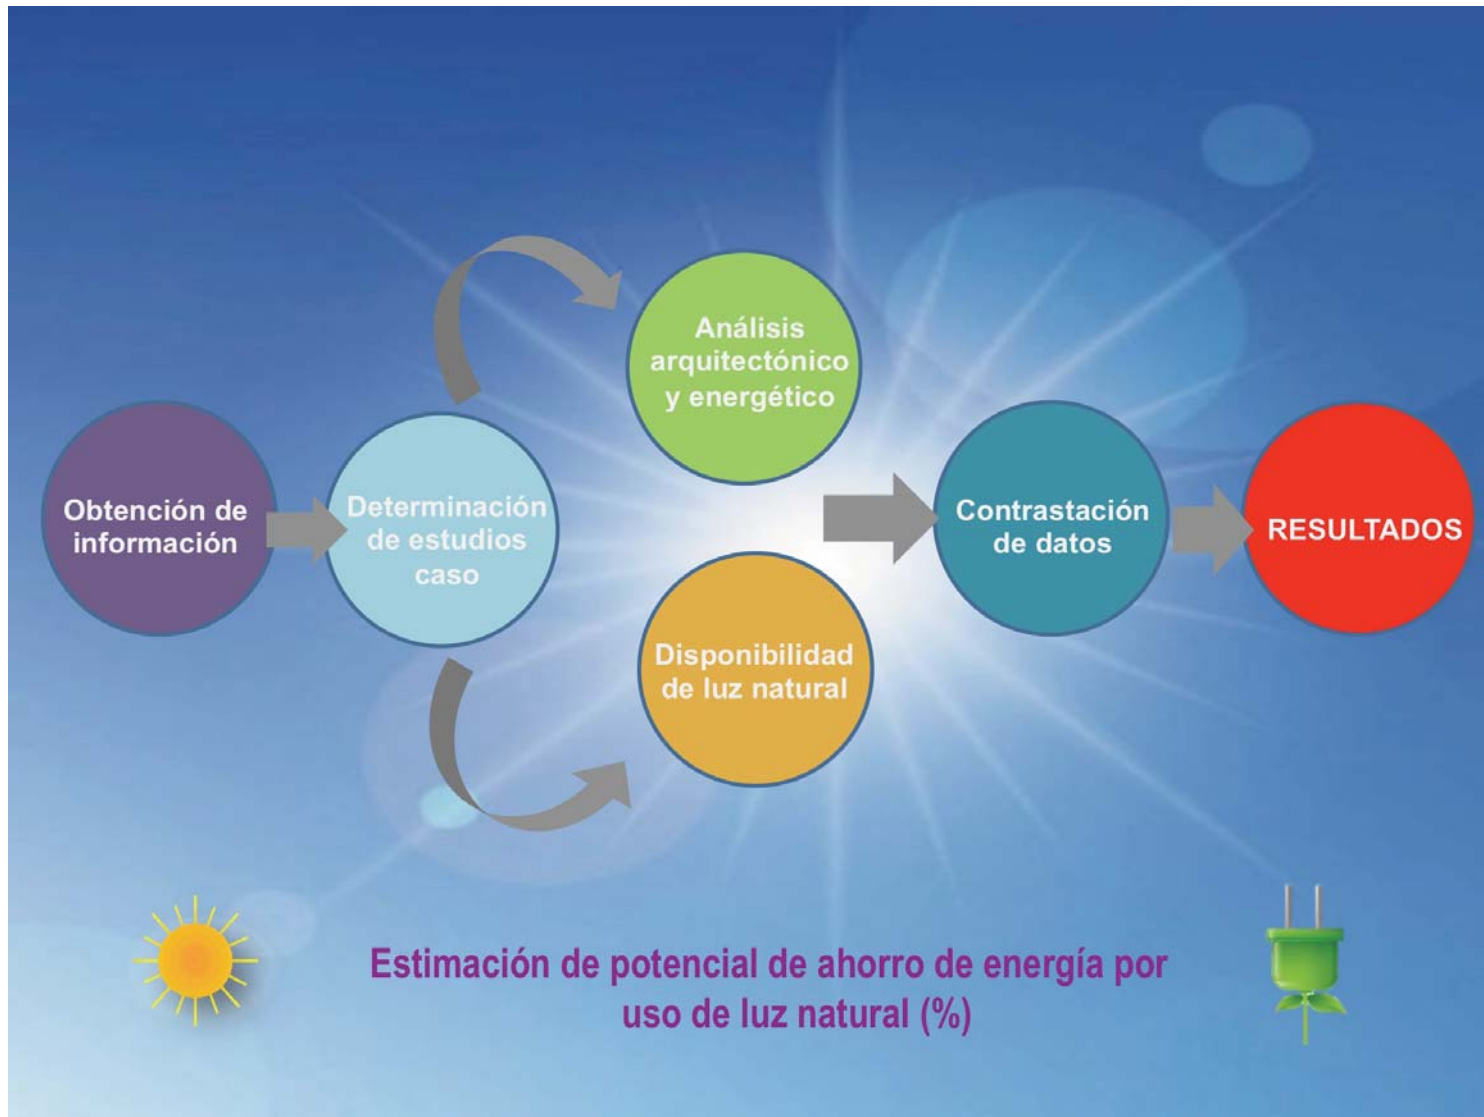 Obtención de
información
Determinación
de estudios
caso
Análisis
arquitectónico
y energético
Disponibilidad
de luz natural
Contrastación
de datos
RESULTADOS
Estimación de potencial de ahorro de energía por
uso de luz natural (%)